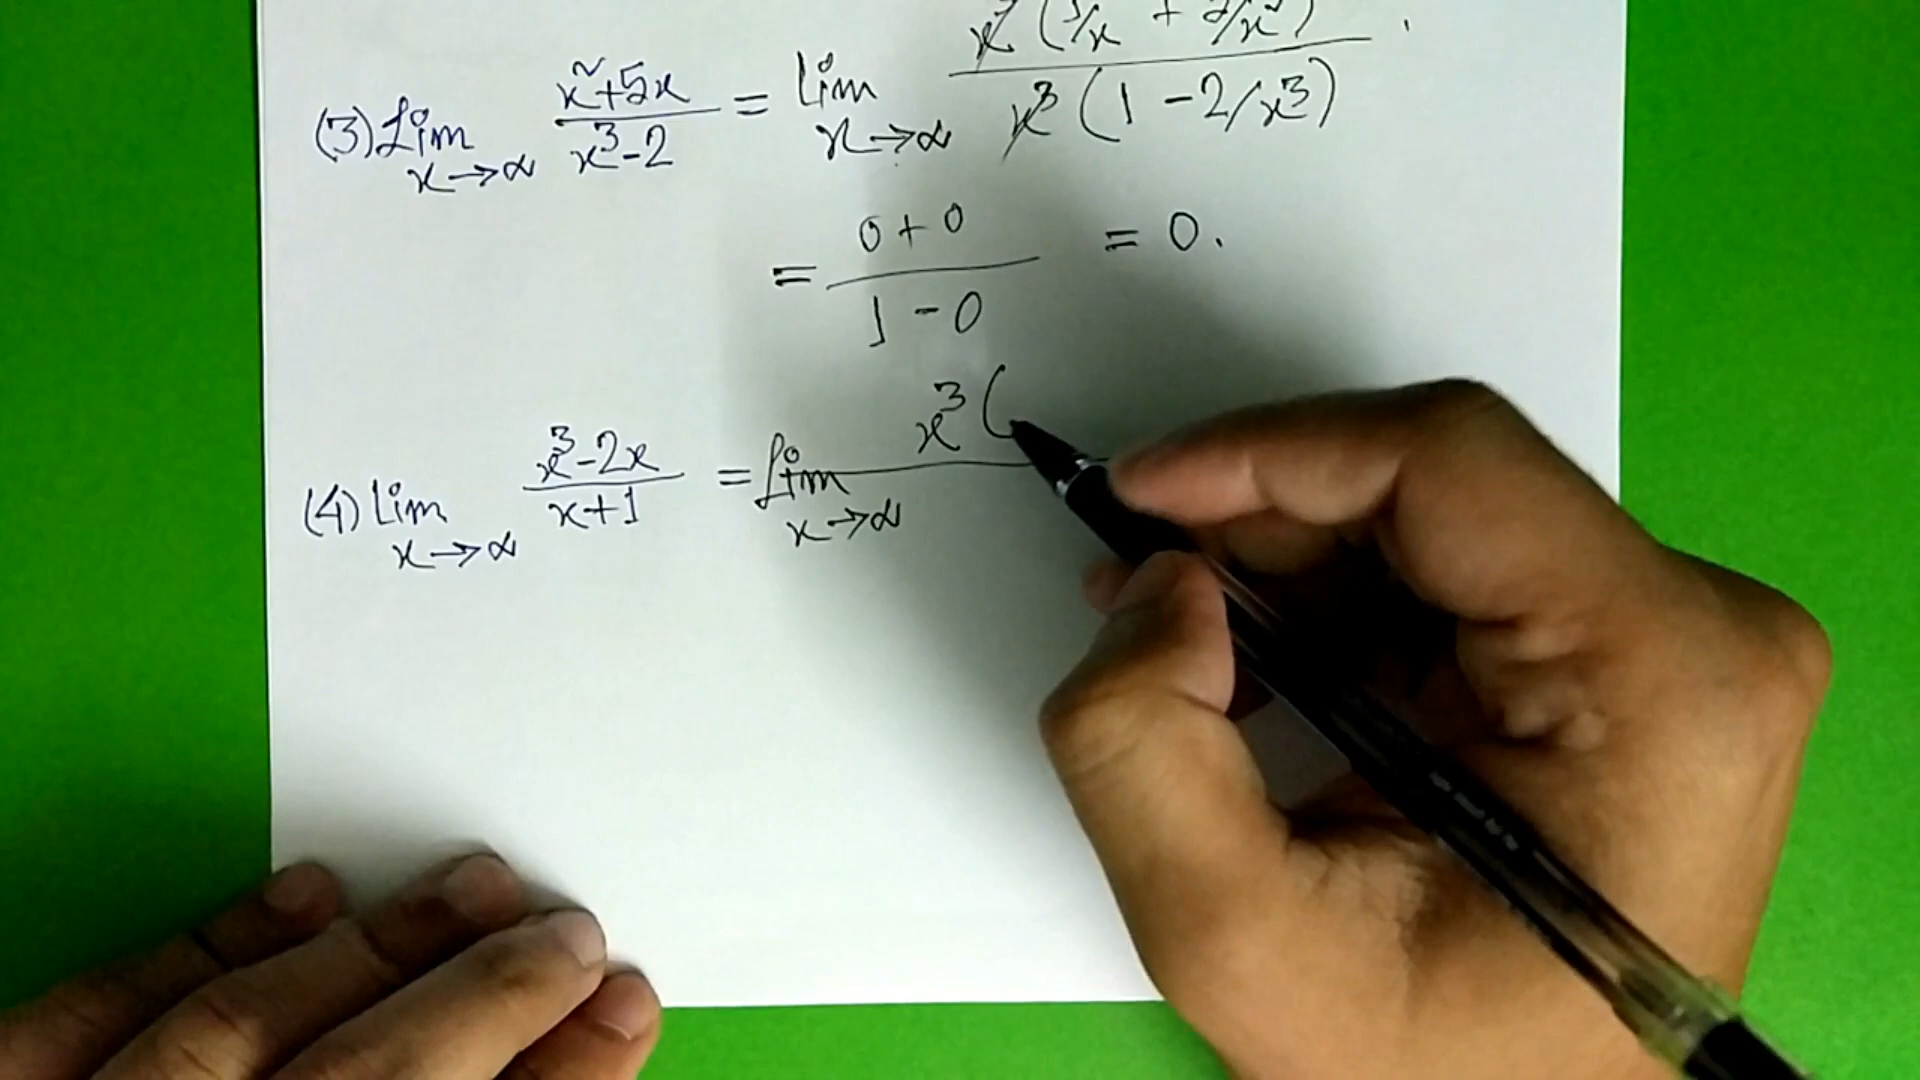 x³ (1/x + 5/x²)
(3) Lim x→∞ x²+5x / x³-2 = lim x→∞ x³ (1 - 2/x³)
= 0 + 0 / 1 - 0 = 0.
(4) Lim x→∞ x³-2x / x+1 = Lim x→∞ x³ (